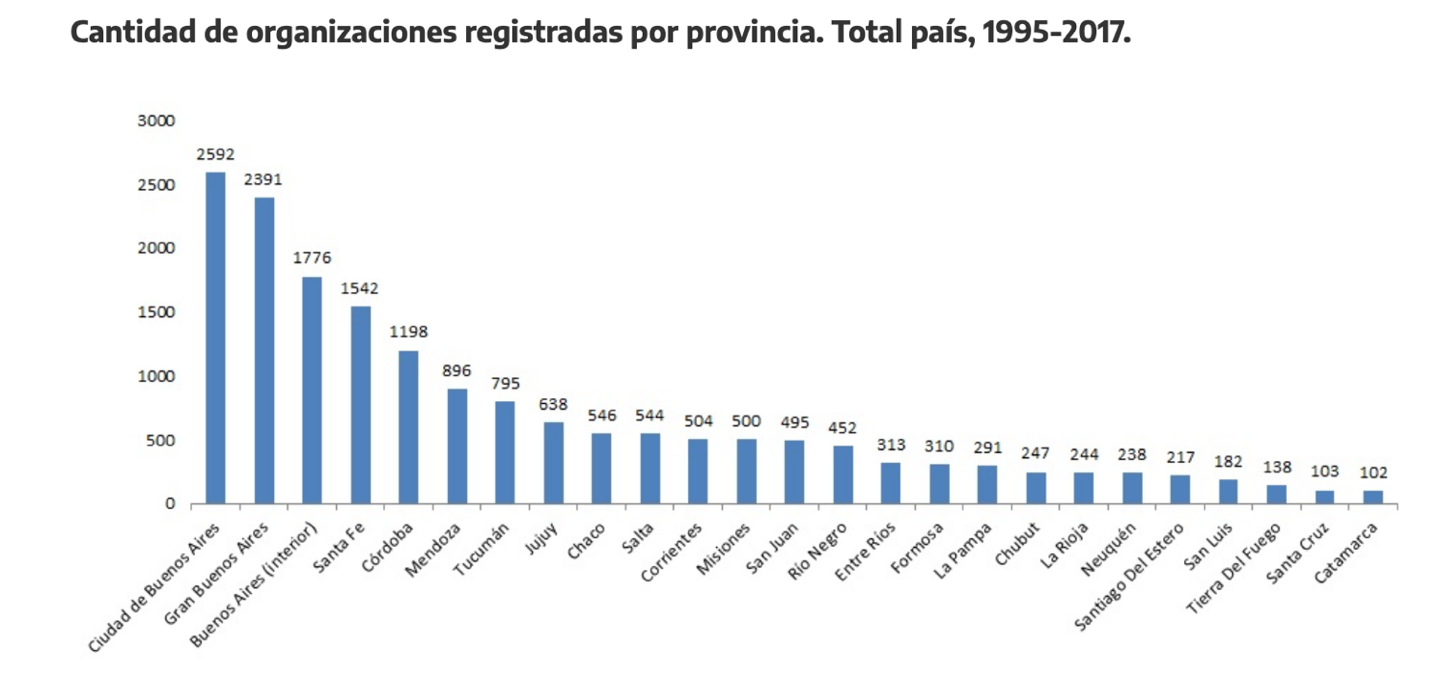 Cantidad de organizaciones registradas por provincia. Total país, 1995-2017.
3000
2500
2000
1500
1000
500
0
2592
2391
1776
1542
1198
896
795
638
546
544
504
500
495
452
313
310
291
247
244
238
217
182
138
103
102
Ciudad de Buenos Aires
Gran Buenos Aires
Buenos Aires (interior)
Santa Fe
Córdoba
Mendoza
Tucumán
Jujuy
Chaco
Salta
Corrientes
Misiones
San Juan
Río Negro
Entre Ríos
Formosa
La Pampa
Chubut
La Rioja
Neuquén
Santiago Del Estero
San Luis
Tierra Del Fuego
Santa Cruz
Catamarca